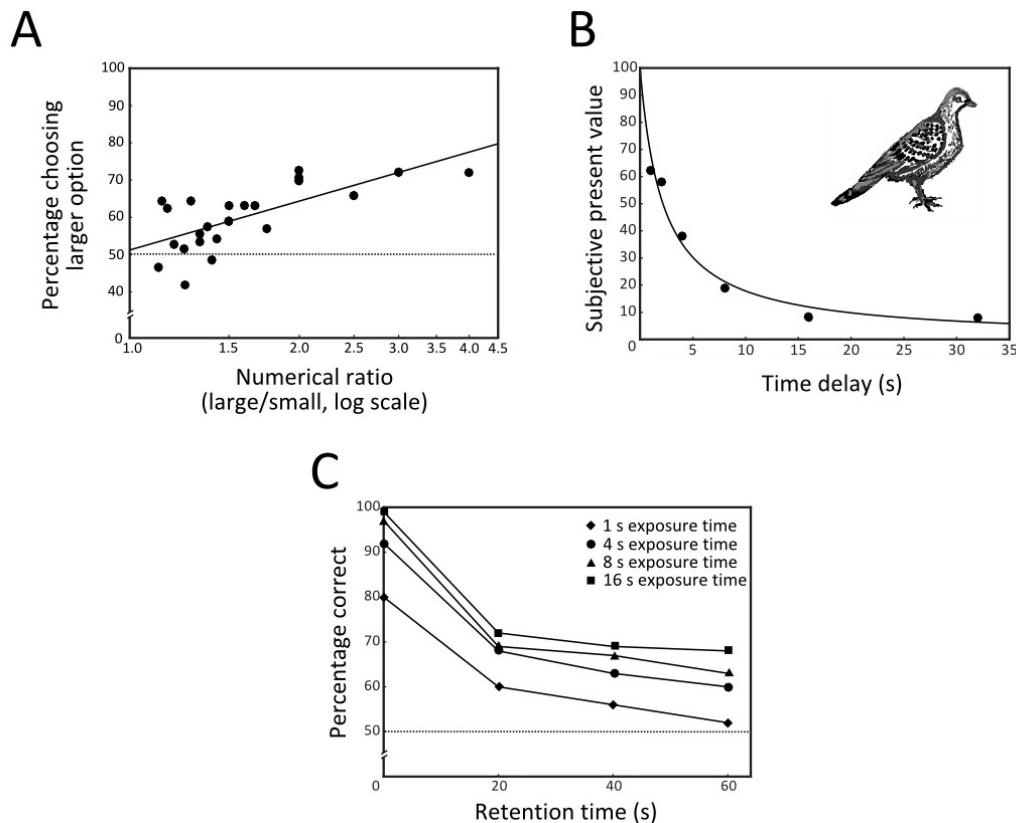 A
Percentage choosing
larger option
100
90
80
70
60
50
40
0
1.0 1.5 2.0 2.5 3.0 3.5 4.0 4.5
Numerical ratio
(large/small, log scale)
B
Subjective present value
100
90
80
70
60
50
40
30
20
10
0
5 10 15 20 25 30 35
Time delay (s)
C
Percentage correct
100
90
80
70
60
50
0 20 40 60
Retention time (s)
1 s exposure time
4 s exposure time
8 s exposure time
16 s exposure time